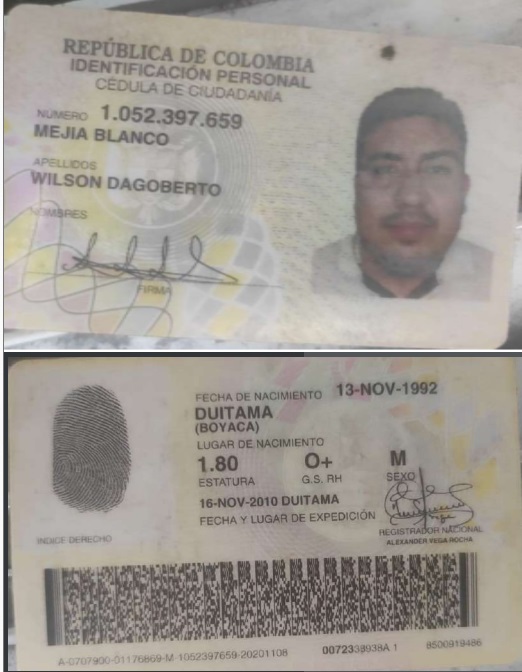 REPÚBLICA DE COLOMBIA
IDENTIFICACIÓN PERSONAL
CÉDULA DE CIUDADANÍA
NÚMERO 1.052.397.659
MEJIA BLANCO
APELLIDOS
WILSON DAGOBERTO
NOMBRES
FIRMA
FECHA DE NACIMIENTO 13-NOV-1992
DUITAMA
(BOYACA)
LUGAR DE NACIMIENTO
1.80 O+ M
ESTATURA G.S. RH SEXO
16-NOV-2010 DUITAMA
FECHA Y LUGAR DE EXPEDICIÓN
REGISTRADOR NACIONAL
ALEXANDER VEGA ROCHA
INDICE DERECHO
A-0707900-01176869-M-1052397659-20201108 0072338938A 1 8500919486